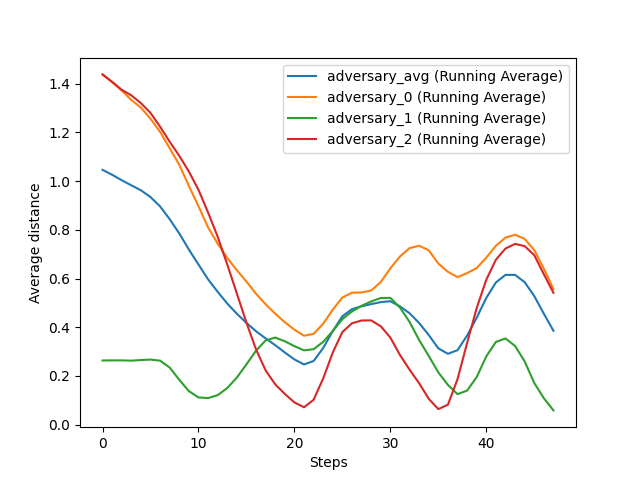 adversary_avg (Running Average)
adversary_0 (Running Average)
adversary_1 (Running Average)
adversary_2 (Running Average)
1.4
1.2
1.0
0.8
0.6
0.4
0.2
0.0
Average distance
0 10 20 30 40
Steps